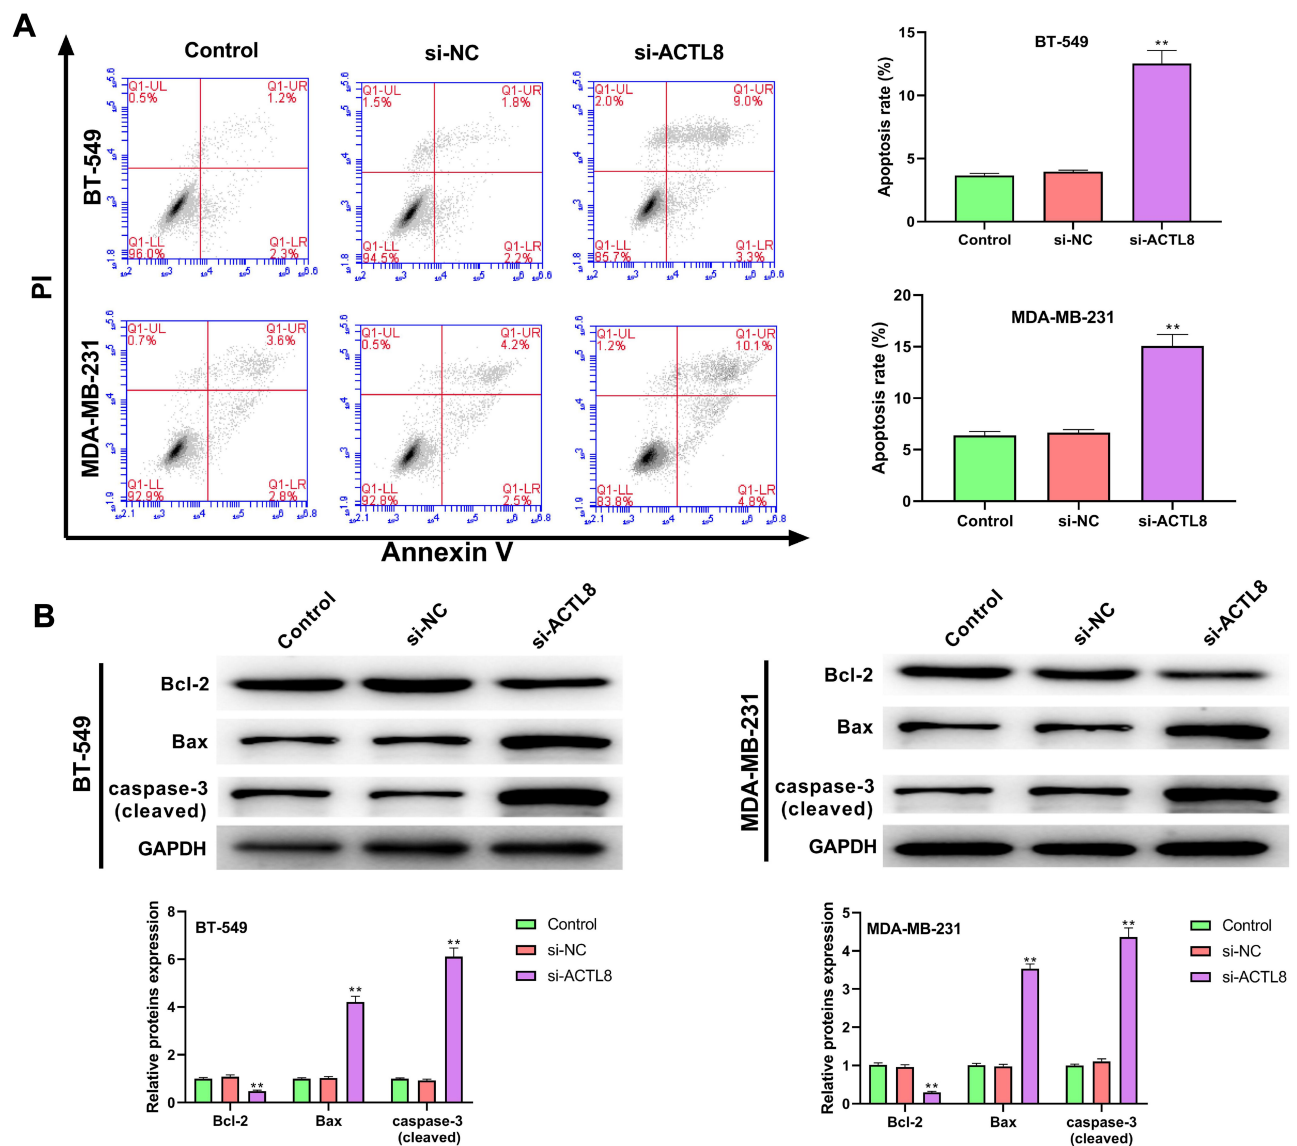 A
Control
si-NC
si-ACTL8
PI
BT-549
Q1-UL
0.5%
Q1-UR
1.2%
Q1-LL
96.0%
Q1-LR
2.3%
Q1-UL
1.5%
Q1-UR
1.8%
Q1-LL
94.5%
Q1-LR
2.2%
Q1-UL
2.0%
Q1-UR
9.0%
Q1-LL
85.7%
Q1-LR
3.3%
MDA-MB-231
Q1-UL
0.7%
Q1-UR
3.6%
Q1-LL
92.9%
Q1-LR
2.8%
Q1-UL
0.5%
Q1-UR
4.2%
Q1-LL
92.8%
Q1-LR
2.5%
Q1-UL
1.2%
Q1-UR
10.1%
Q1-LL
83.8%
Q1-LR
4.8%
Annexin V
BT-549
Apoptosis rate (%)
15
10
5
0
**
Control
si-NC
si-ACTL8
MDA-MB-231
Apoptosis rate (%)
20
15
10
5
0
**
Control
si-NC
si-ACTL8
B
Control
si-NC
si-ACTL8
BT-549
Bcl-2
Bax
caspase-3
(cleaved)
GAPDH
Control
si-NC
si-ACTL8
MDA-MB-231
Bcl-2
Bax
caspase-3
(cleaved)
GAPDH
BT-549
Relative proteins expression
8
6
4
2
0
**
**
**
Bcl-2
Bax
caspase-3
(cleaved)
Control
si-NC
si-ACTL8
MDA-MB-231
Relative proteins expression
5
4
3
2
1
0
**
**
**
Bcl-2
Bax
caspase-3
(cleaved)
Control
si-NC
si-ACTL8